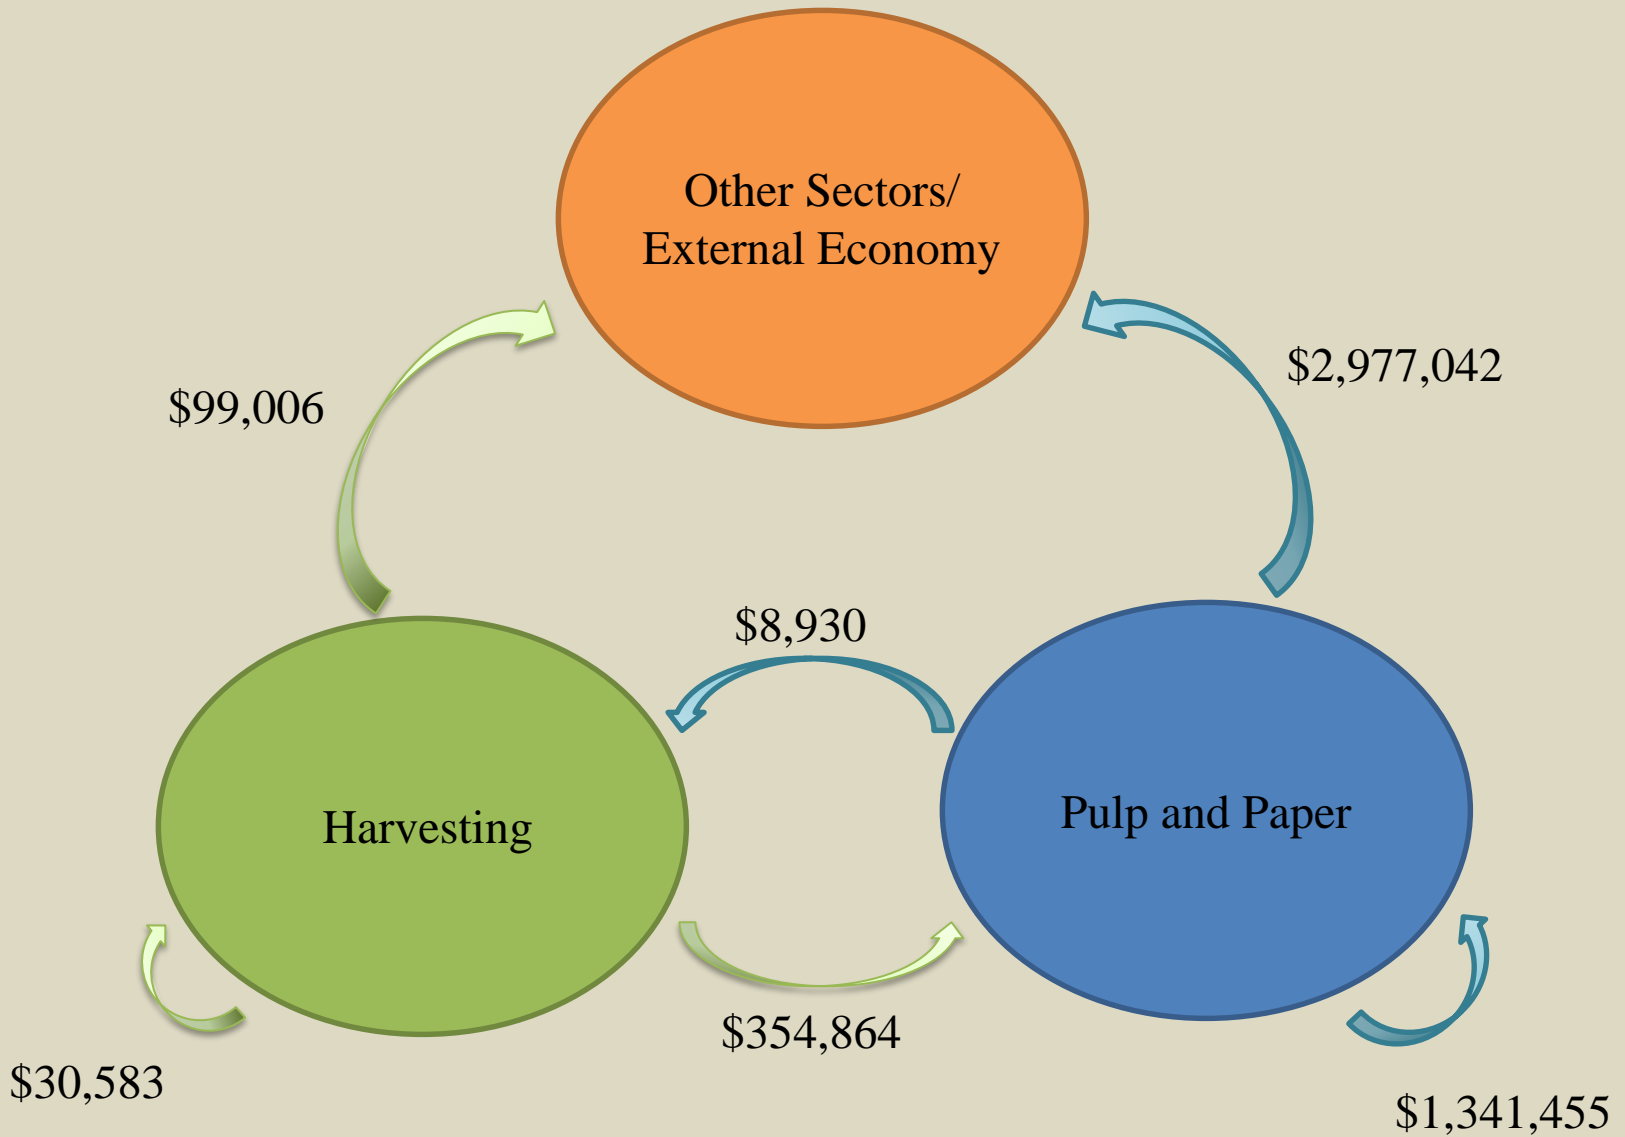 Other Sectors/
External Economy
$2,977,042
$99,006
$8,930
Harvesting
Pulp and Paper
$354,864
$30,583
$1,341,455